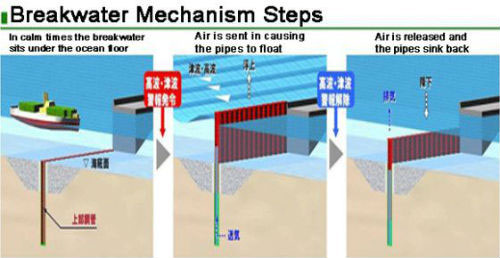 Breakwater Mechanism Steps
In calm times the breakwater
sits under the ocean floor
Air is sent in causing
the pipes to float
Air is released and
the pipes sink back
高波・津波
警報発令
高波・津波
警報解除
津波・高波
浮上
排気
降下
▽海底面
上部鋼管
送気